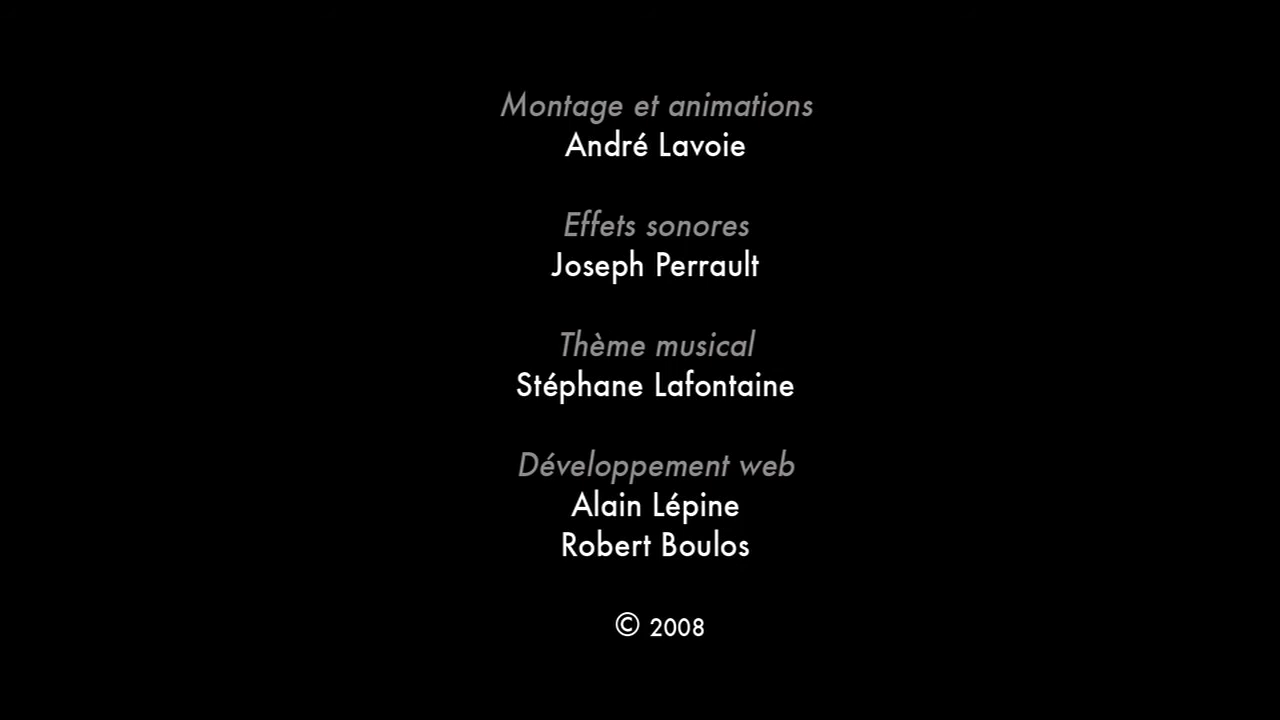 Montage et animations
André Lavoie
Effets sonores
Joseph Perrault
Thème musical
Stéphane Lafontaine
Développement web
Alain Lépine
Robert Boulos
© 2008